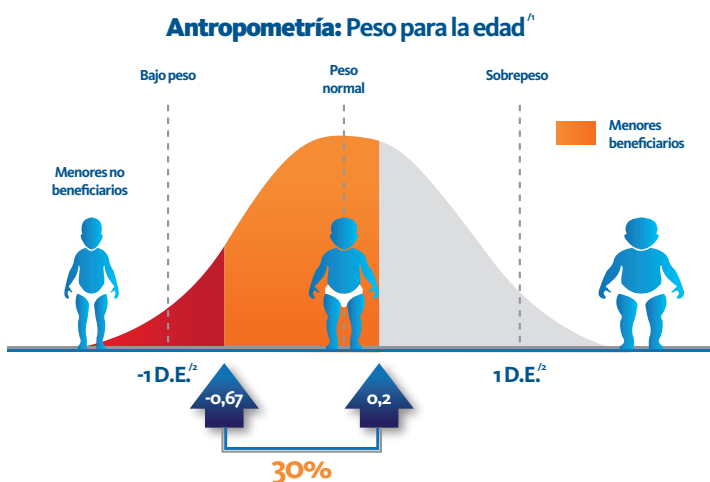 Antropometría: Peso para la edad/1
Bajo peso
Peso
normal
Sobrepeso
Menores
beneficiarios
Menores no
beneficiarios
-1 D.E./2
1 D.E./2
-0,67
0,2
30%